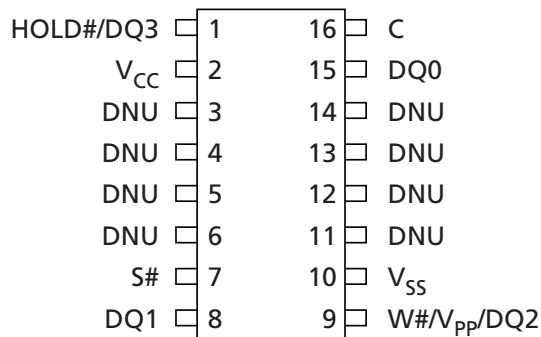 HOLD#/DQ3 1 16 C
VCC 2 15 DQ0
DNU 3 14 DNU
DNU 4 13 DNU
DNU 5 12 DNU
DNU 6 11 DNU
S# 7 10 VSS
DQ1 8 9 W#/VPP/DQ2